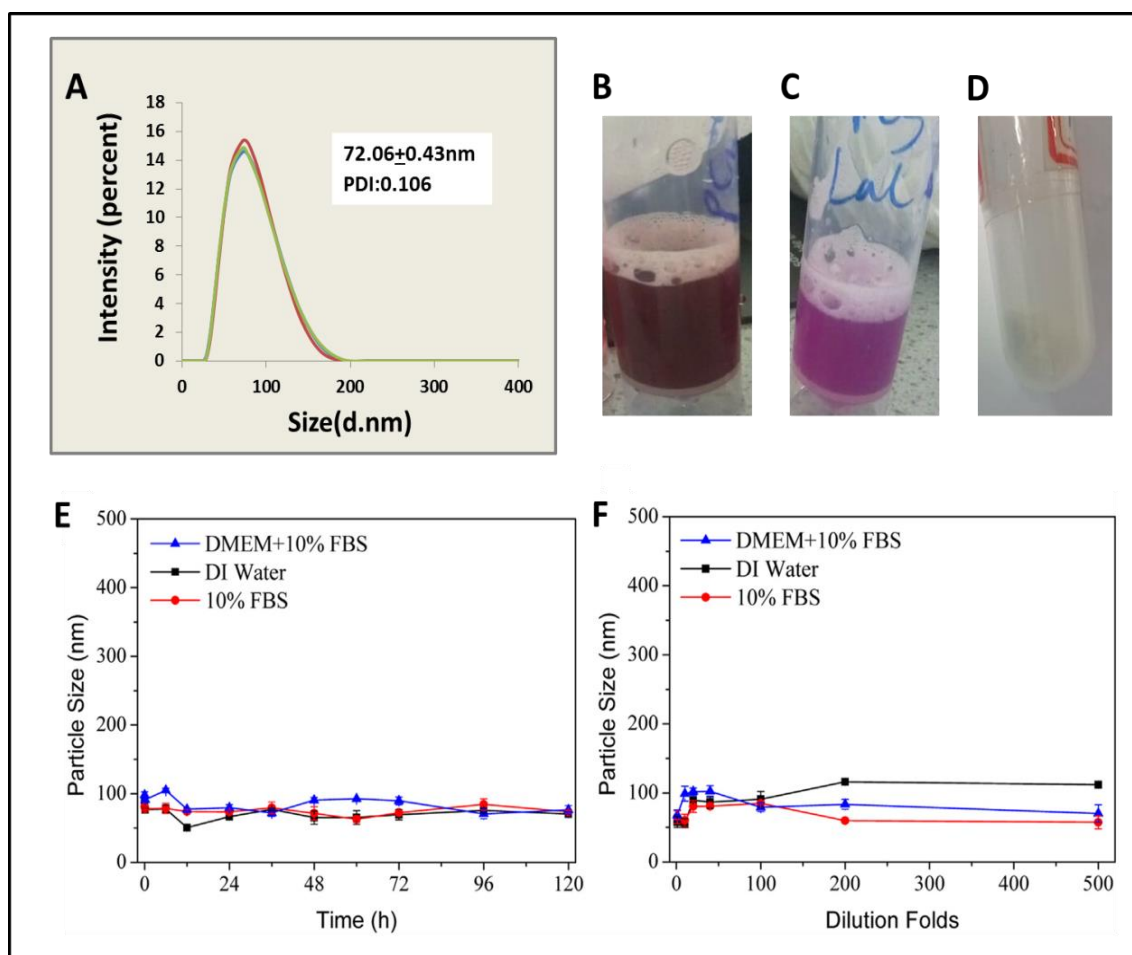 A
18
16
14
12
10
8
6
4
2
0
Intensity (percent)
72.06±0.43nm
PDI:0.106
0 100 200 300 400
Size(d.nm)
B
C
Lal
D
E
500
400
300
200
100
0
Particle Size (nm)
DMEM+10% FBS
DI Water
10% FBS
0 24 48 72 96 120
Time (h)
F
500
400
300
200
100
0
Particle Size (nm)
DMEM+10% FBS
DI Water
10% FBS
0 100 200 300 400 500
Dilution Folds